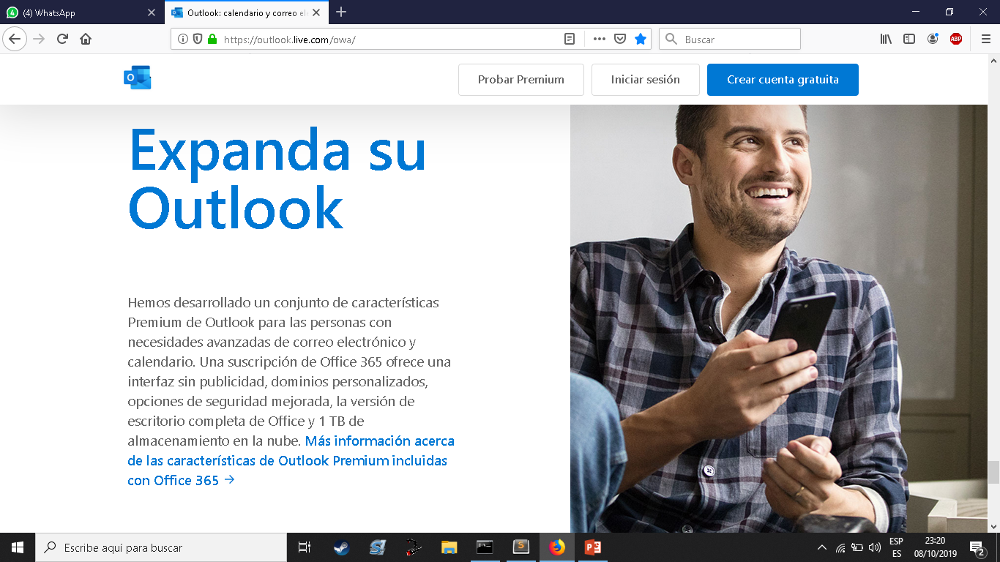 (4) WhatsApp
Outlook: calendario y correo ele
https://outlook.live.com/owa/
Buscar
ABP
Probar Premium
Iniciar sesión
Crear cuenta gratuita
Expanda su
Outlook
Hemos desarrollado un conjunto de características
Premium de Outlook para las personas con
necesidades avanzadas de correo electrónico y
calendario. Una suscripción de Office 365 ofrece una
interfaz sin publicidad, dominios personalizados,
opciones de seguridad mejorada, la versión de
escritorio completa de Office y 1 TB de
almacenamiento en la nube. Más información acerca
de las características de Outlook Premium incluidas
con Office 365 →
Escribe aquí para buscar
ESP
ES
23:20
08/10/2019
2